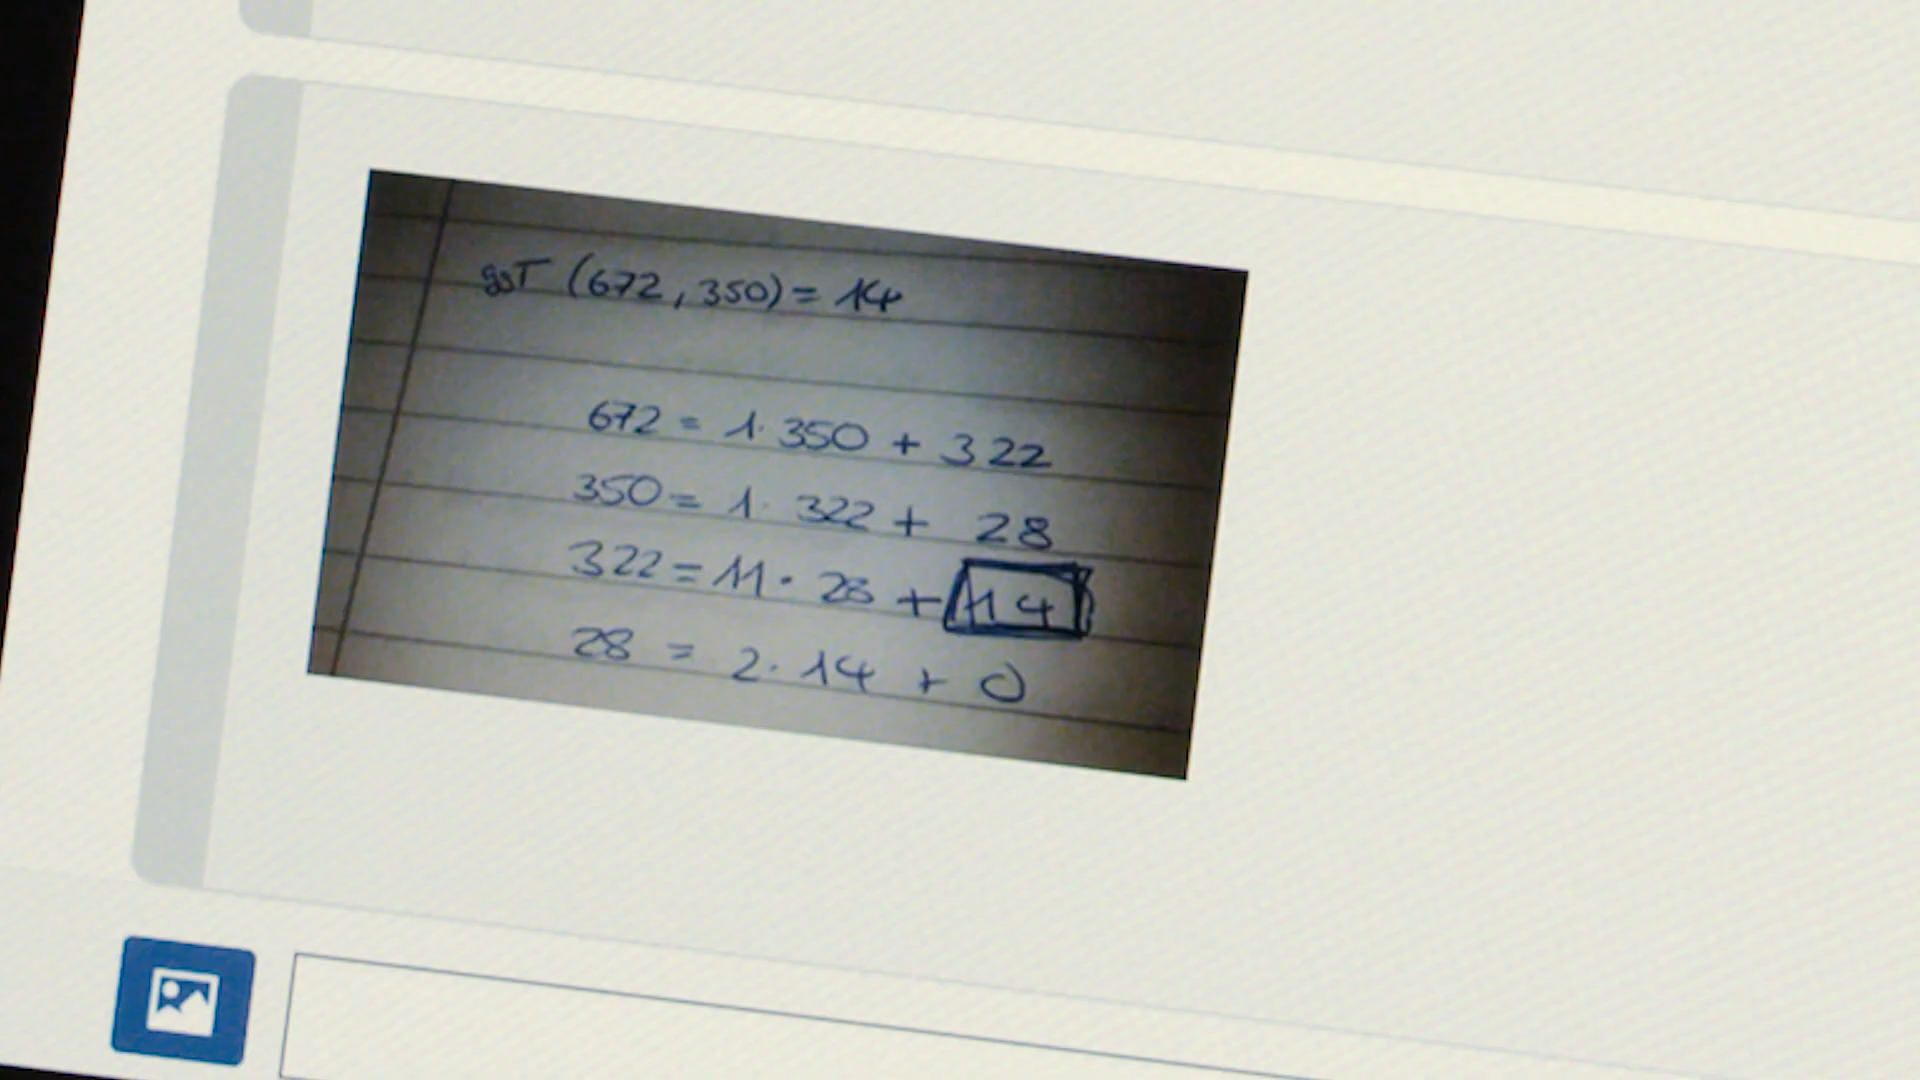 ggT (672, 350) = 14
672 = 1·350 + 322
350 = 1·322 + 28
322 = 11·28 + 14
28 = 2·14 + 0